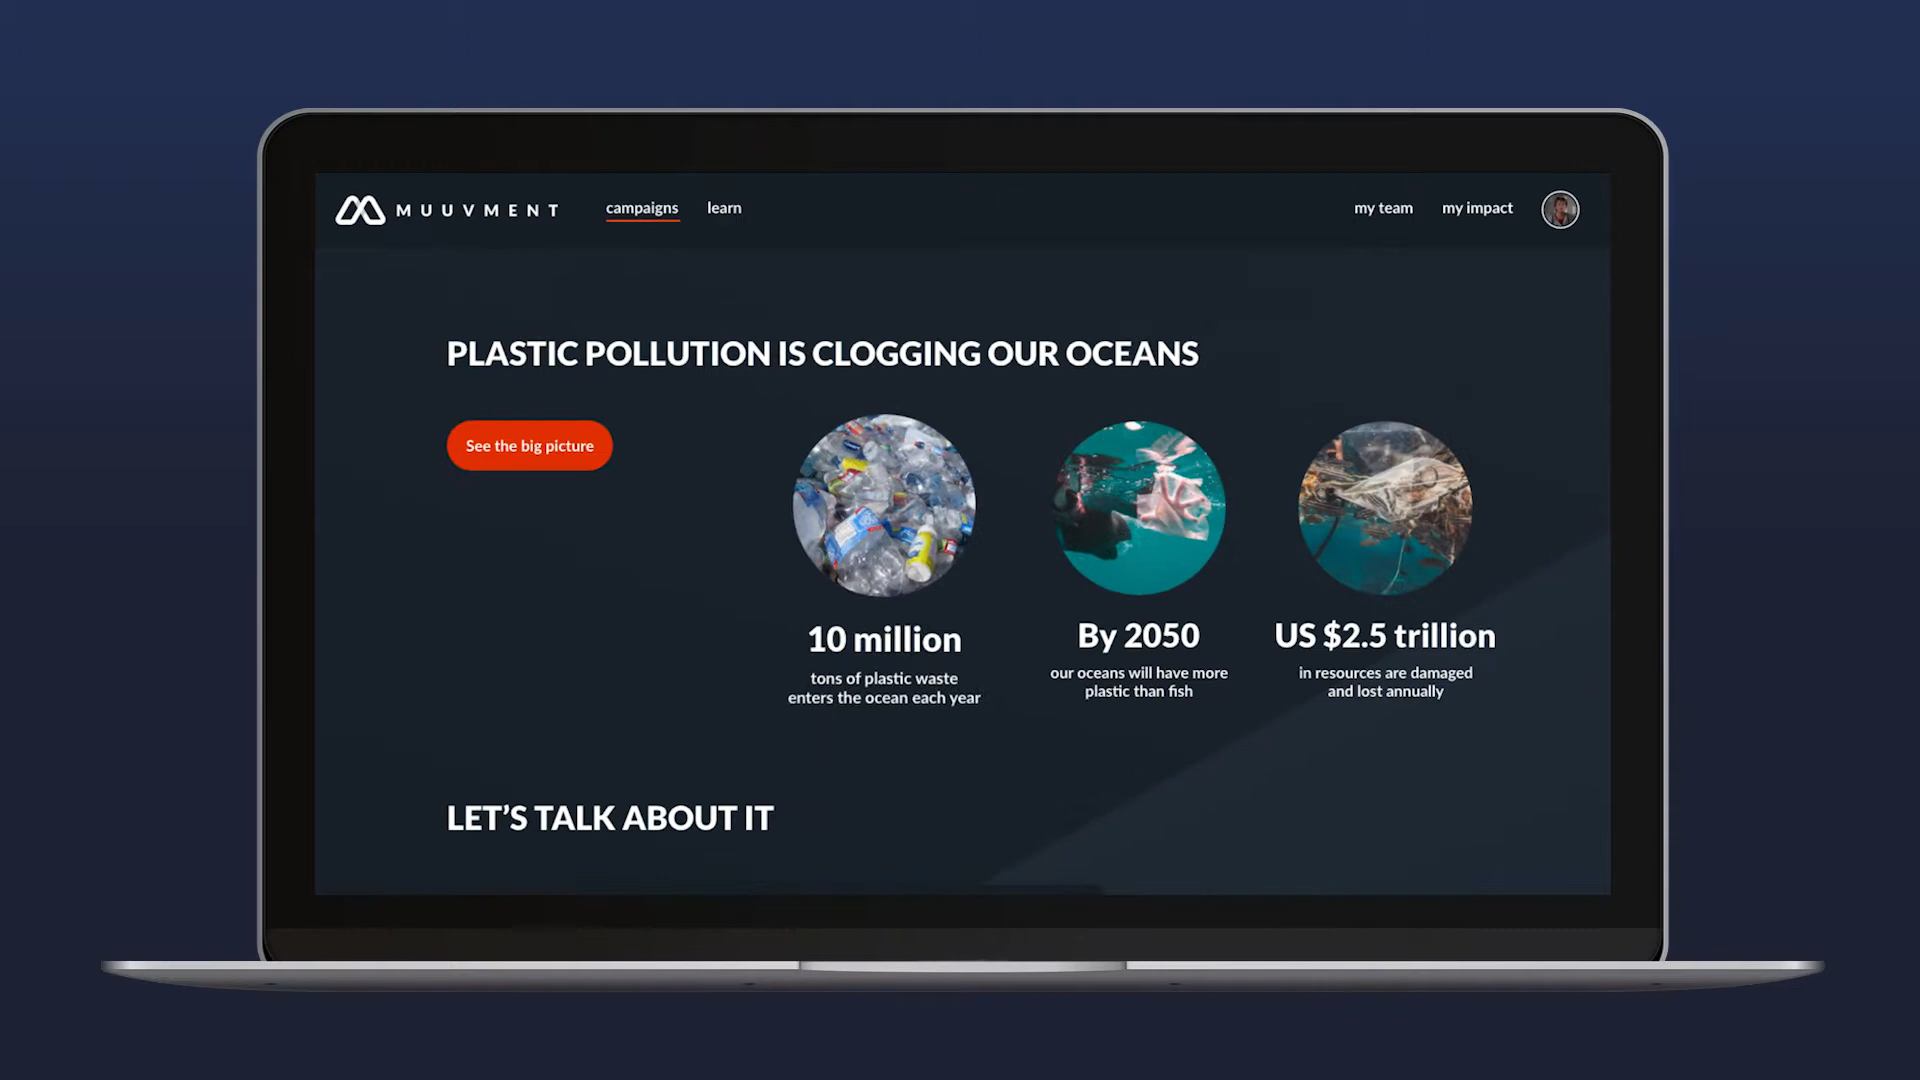 MUUVMENT
campaigns
learn
my team
my impact
PLASTIC POLLUTION IS CLOGGING OUR OCEANS
See the big picture
10 million
tons of plastic waste
enters the ocean each year
By 2050
our oceans will have more
plastic than fish
US $2.5 trillion
in resources are damaged
and lost annually
LET'S TALK ABOUT IT